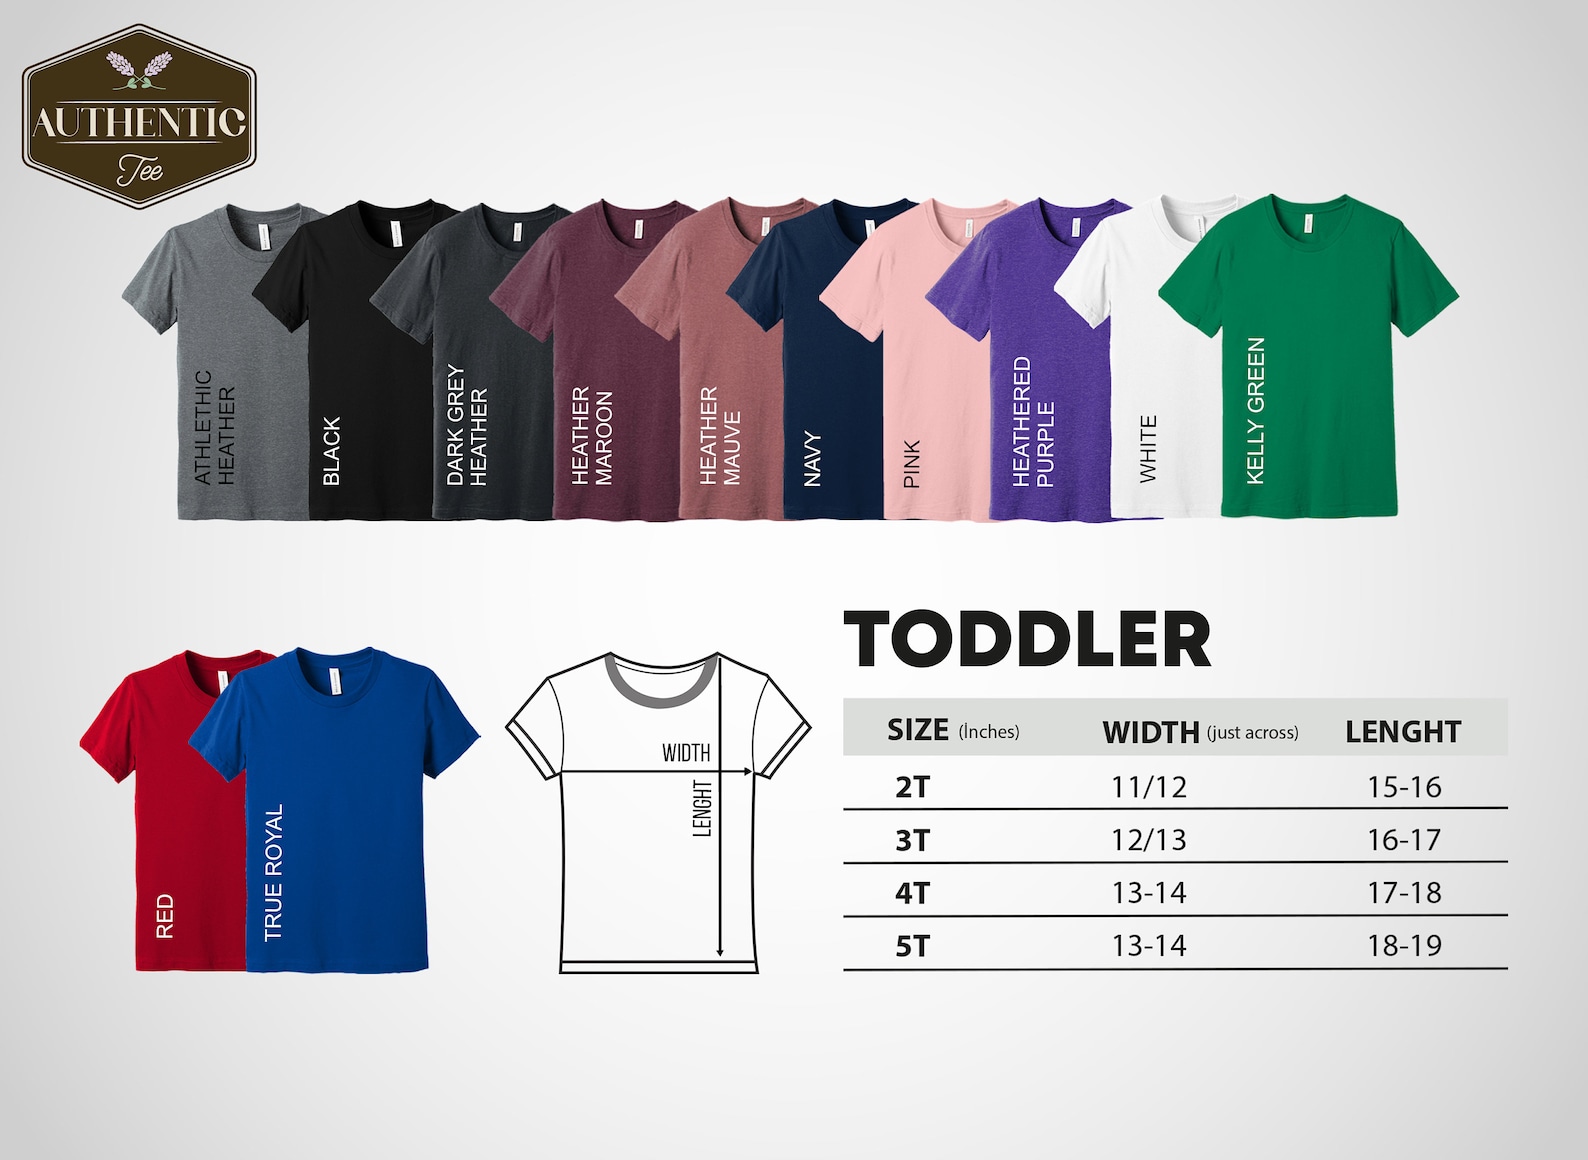 AUTHENTIC
Tee
ATHLETHIC
HEATHER
BLACK
DARK GREY
HEATHER
HEATHER
MAROON
HEATHER
MAUVE
NAVY
PINK
HEATHERED
PURPLE
WHITE
KELLY GREEN
RED
TRUE ROYAL
WIDTH
LENGHT
TODDLER
SIZE (İnches) WIDTH (just across) LENGHT
2T 11/12 15-16
3T 12/13 16-17
4T 13-14 17-18
5T 13-14 18-19